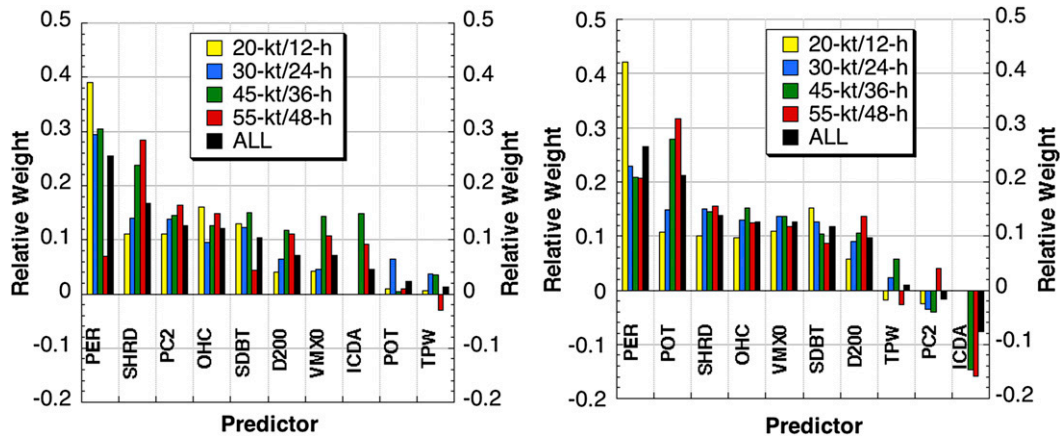 0.5
0.4
0.3
0.2
0.1
0
-0.1
-0.2
Relative Weight
20-kt/12-h
30-kt/24-h
45-kt/36-h
55-kt/48-h
ALL
PER
SHRD
PC2
OHC
SDBT
D200
VMX0
ICDA
POT
TPW
Predictor
0.5
0.4
0.3
0.2
0.1
0
-0.1
-0.2
Relative Weight
0.5
0.4
0.3
0.2
0.1
0
-0.1
-0.2
Relative Weight
20-kt/12-h
30-kt/24-h
45-kt/36-h
55-kt/48-h
ALL
PER
POT
SHRD
OHC
VMX0
SDBT
D200
TPW
PC2
ICDA
Predictor
0.5
0.4
0.3
0.2
0.1
0
-0.1
-0.2
Relative Weight